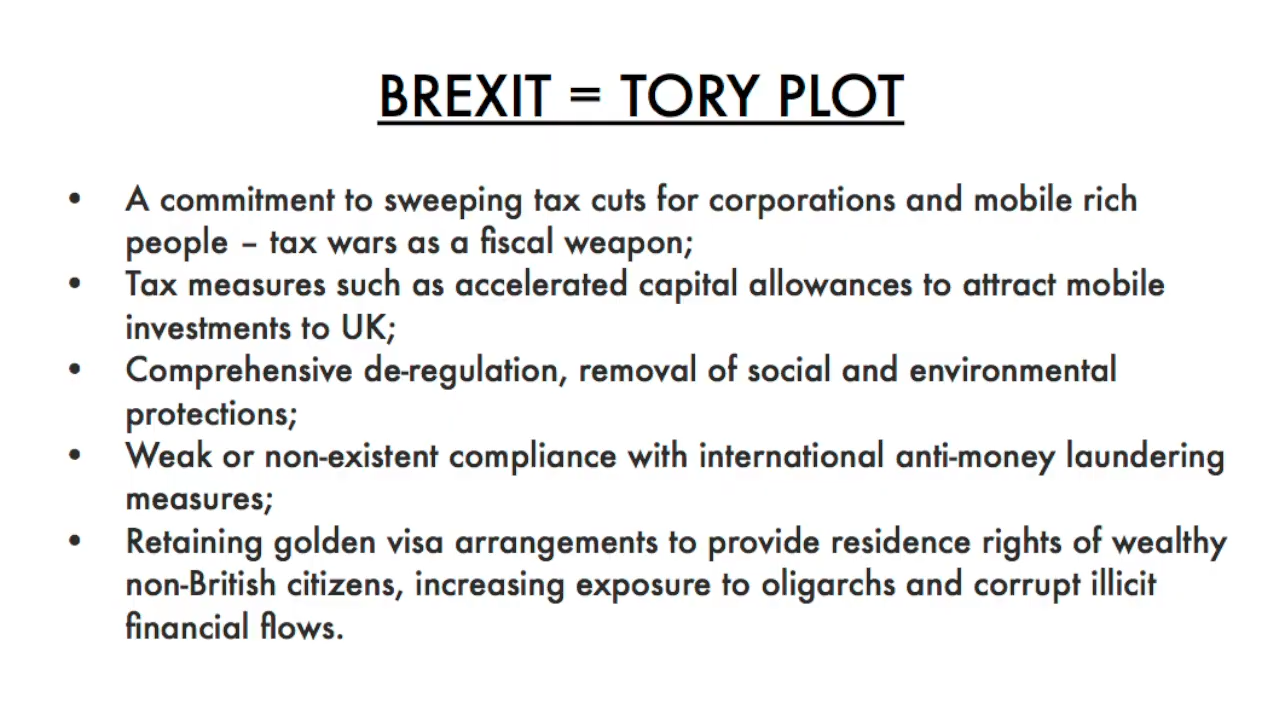 BREXIT = TORY PLOT
• A commitment to sweeping tax cuts for corporations and mobile rich
people – tax wars as a fiscal weapon;
• Tax measures such as accelerated capital allowances to attract mobile
investments to UK;
• Comprehensive de-regulation, removal of social and environmental
protections;
• Weak or non-existent compliance with international anti-money laundering
measures;
• Retaining golden visa arrangements to provide residence rights of wealthy
non-British citizens, increasing exposure to oligarchs and corrupt illicit
financial flows.